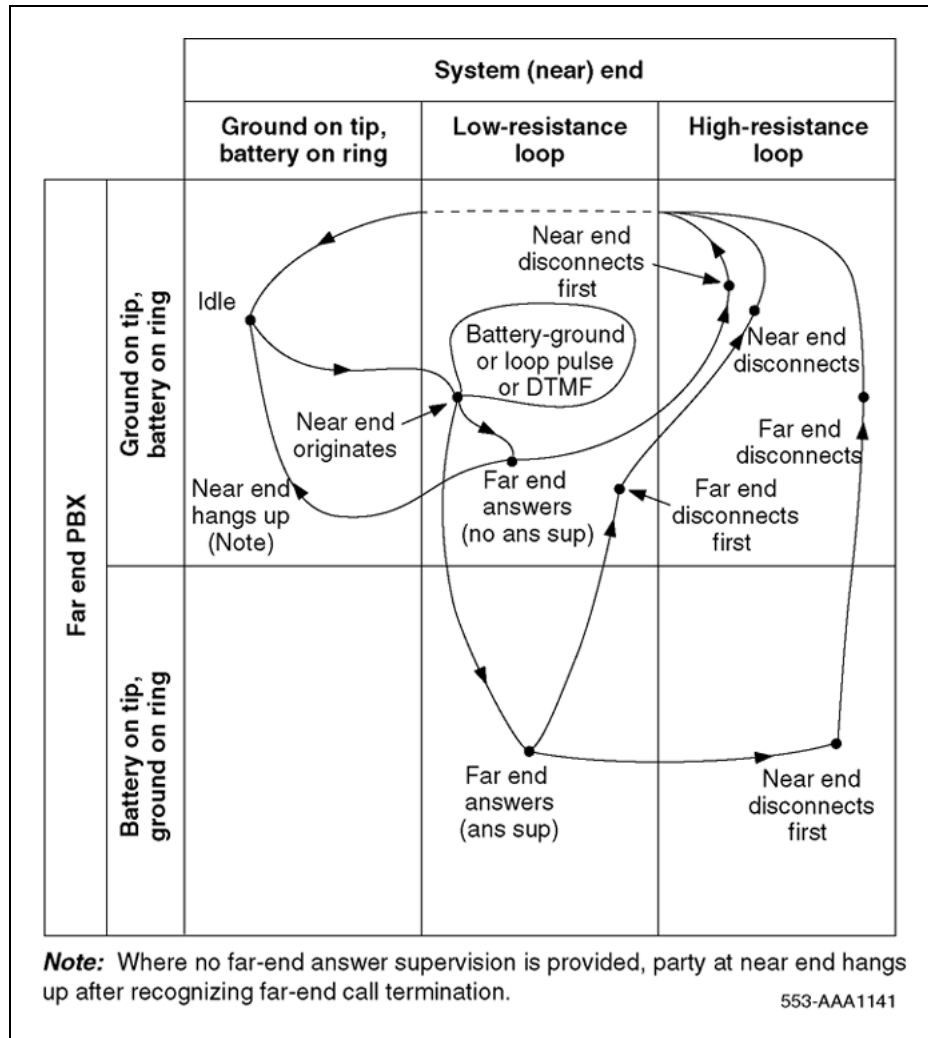 System (near) end
Ground on tip,
battery on ring
Low-resistance
loop
High-resistance
loop
Far end PBX
Ground on tip,
battery on ring
Battery on tip,
ground on ring
Near end
disconnects
first
Idle
Battery-ground
or loop pulse
or DTMF
Near end
disconnects
Near end
originates
Far end
disconnects
Near end
hangs up
(Note)
Far end
answers
(no ans sup)
Far end
disconnects
first
Far end
answers
(ans sup)
Near end
disconnects
first
Note: Where no far-end answer supervision is provided, party at near end hangs
up after recognizing far-end call termination.
553-AAA1141